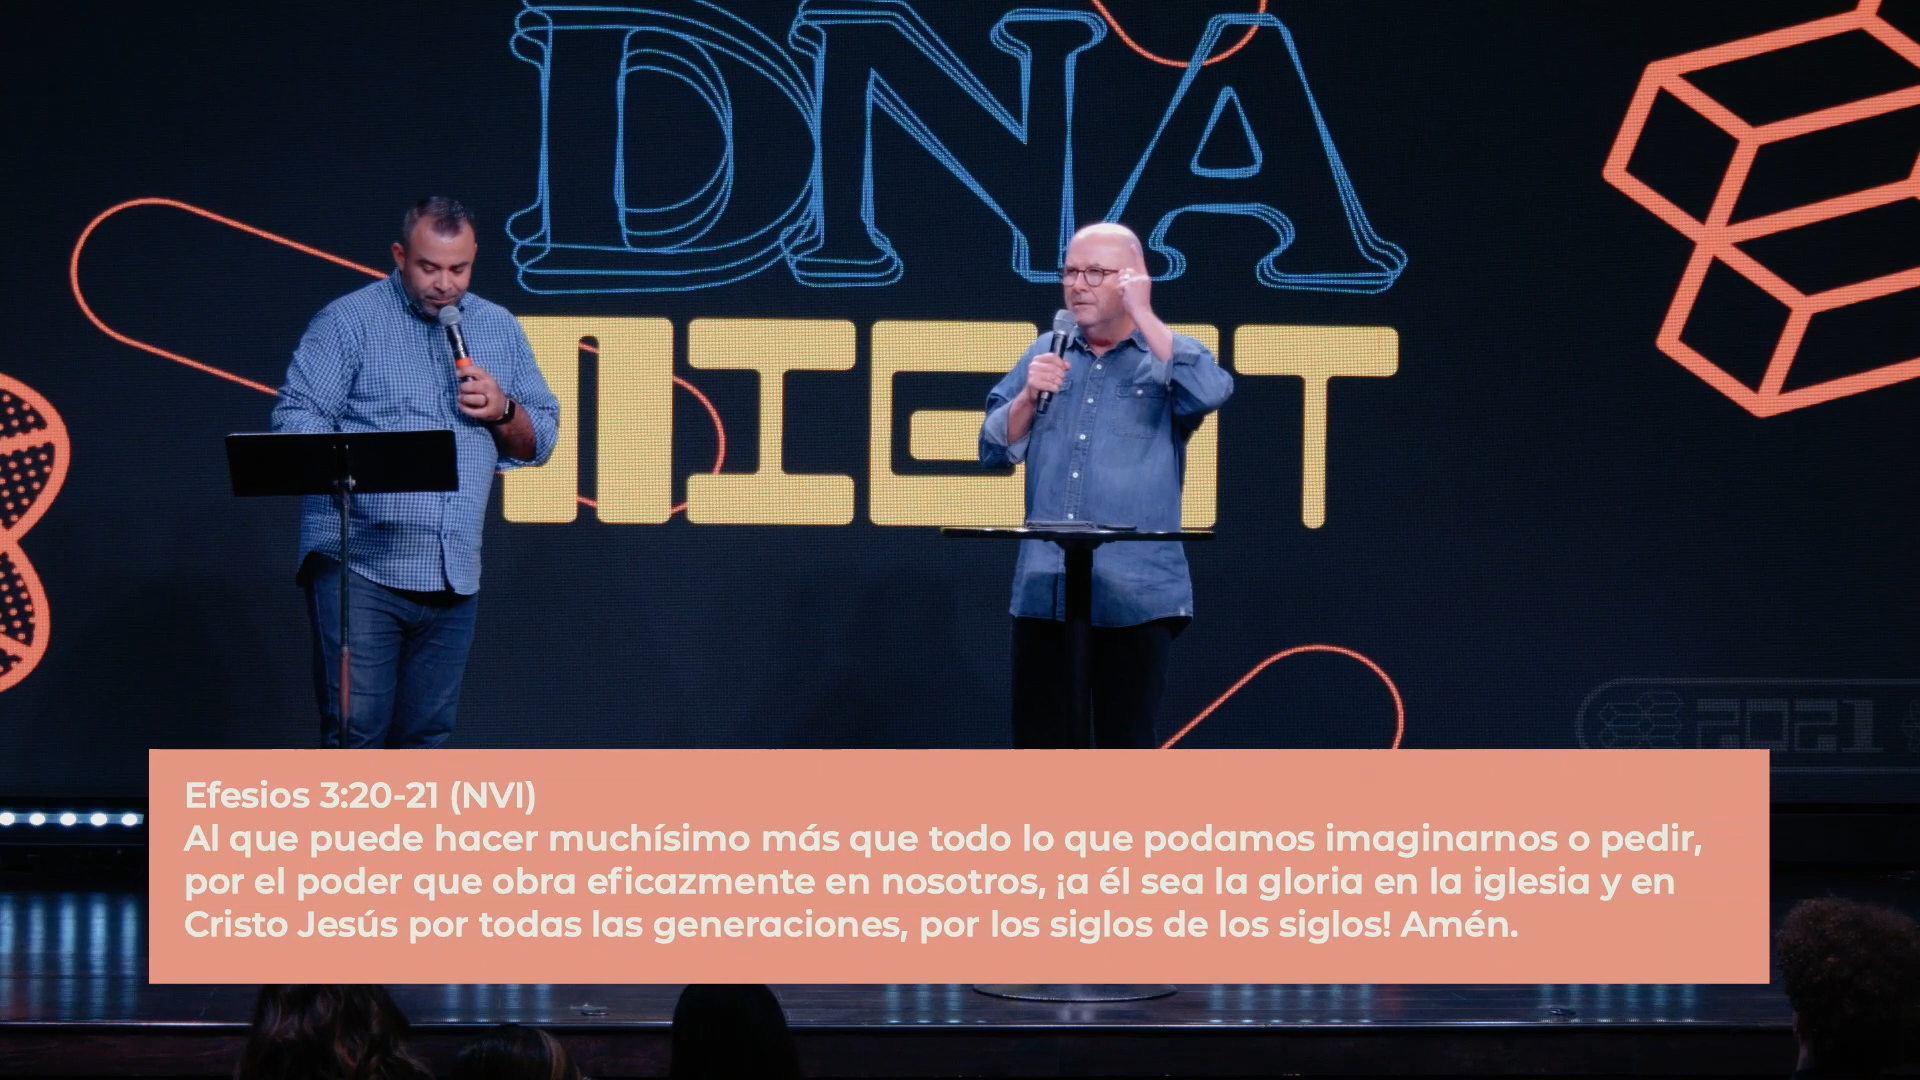 DNA
NIGHT
2021
Efesios 3:20-21 (NVI)
Al que puede hacer muchísimo más que todo lo que podamos imaginarnos o pedir,
por el poder que obra eficazmente en nosotros, ¡a él sea la gloria en la iglesia y en
Cristo Jesús por todas las generaciones, por los siglos de los siglos! Amén.